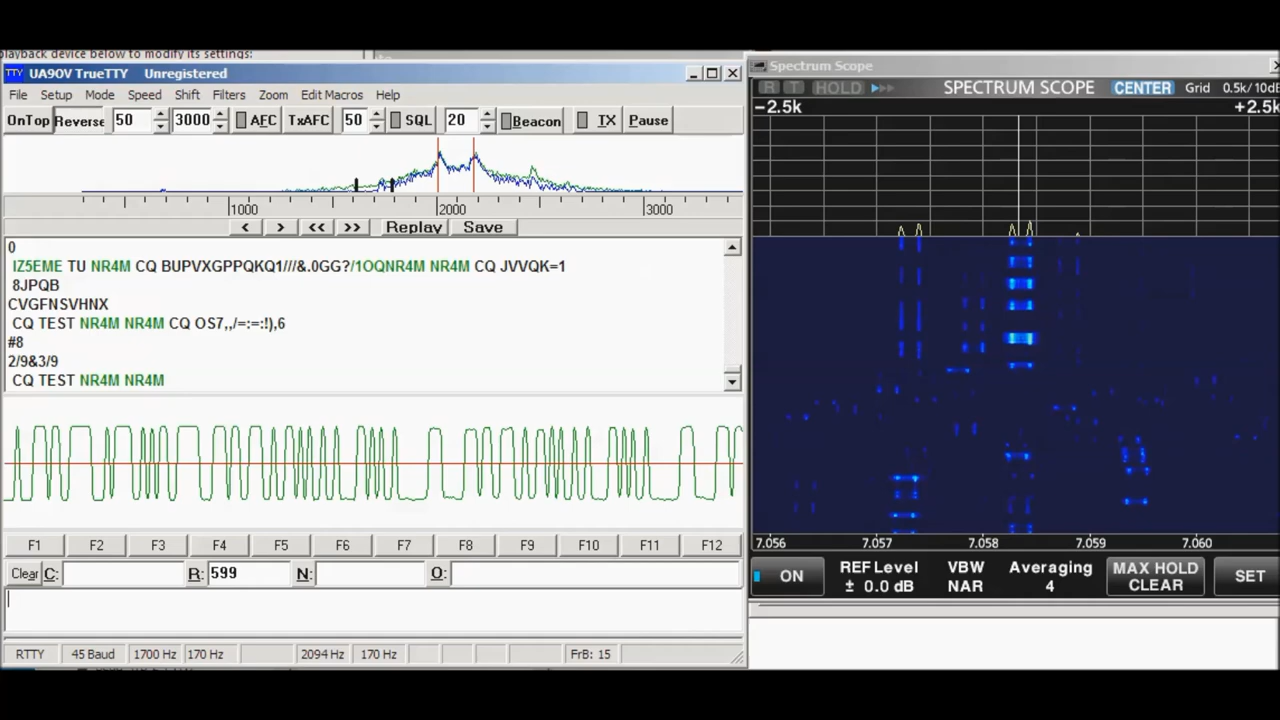 playback device below to modify its settings:
TTY UA9OV TrueTTY Unregistered
File Setup Mode Speed Shift Filters Zoom Edit Macros Help
OnTop Reverse 50 3000 AFC TxAFC 50 SQL 20 Beacon TX Pause
1000 2000 3000
< > << >> Replay Save
0
IZ5EME TU NR4M CQ BUPVXGPPQKQ1///&.0GG?/1OQNR4M NR4M CQ JVVQK=1
8JPQB
CVGFNSVHNX
CQ TEST NR4M NR4M CQ OS7,,/=:=:!),6
#8
2/9&3/9
CQ TEST NR4M NR4M
F1 F2 F3 F4 F5 F6 F7 F8 F9 F10 F11 F12
Clear C: R: 599 N: O:
RTTY 45 Baud 1700 Hz 170 Hz 2094 Hz 170 Hz FrB: 15
Spectrum Scope
R T HOLD SPECTRUM SCOPE CENTER Grid 0.5k/10dB
-2.5k +2.5k
7.056 7.057 7.058 7.059 7.060
ON REF Level ± 0.0 dB VBW NAR Averaging 4 MAX HOLD CLEAR SET